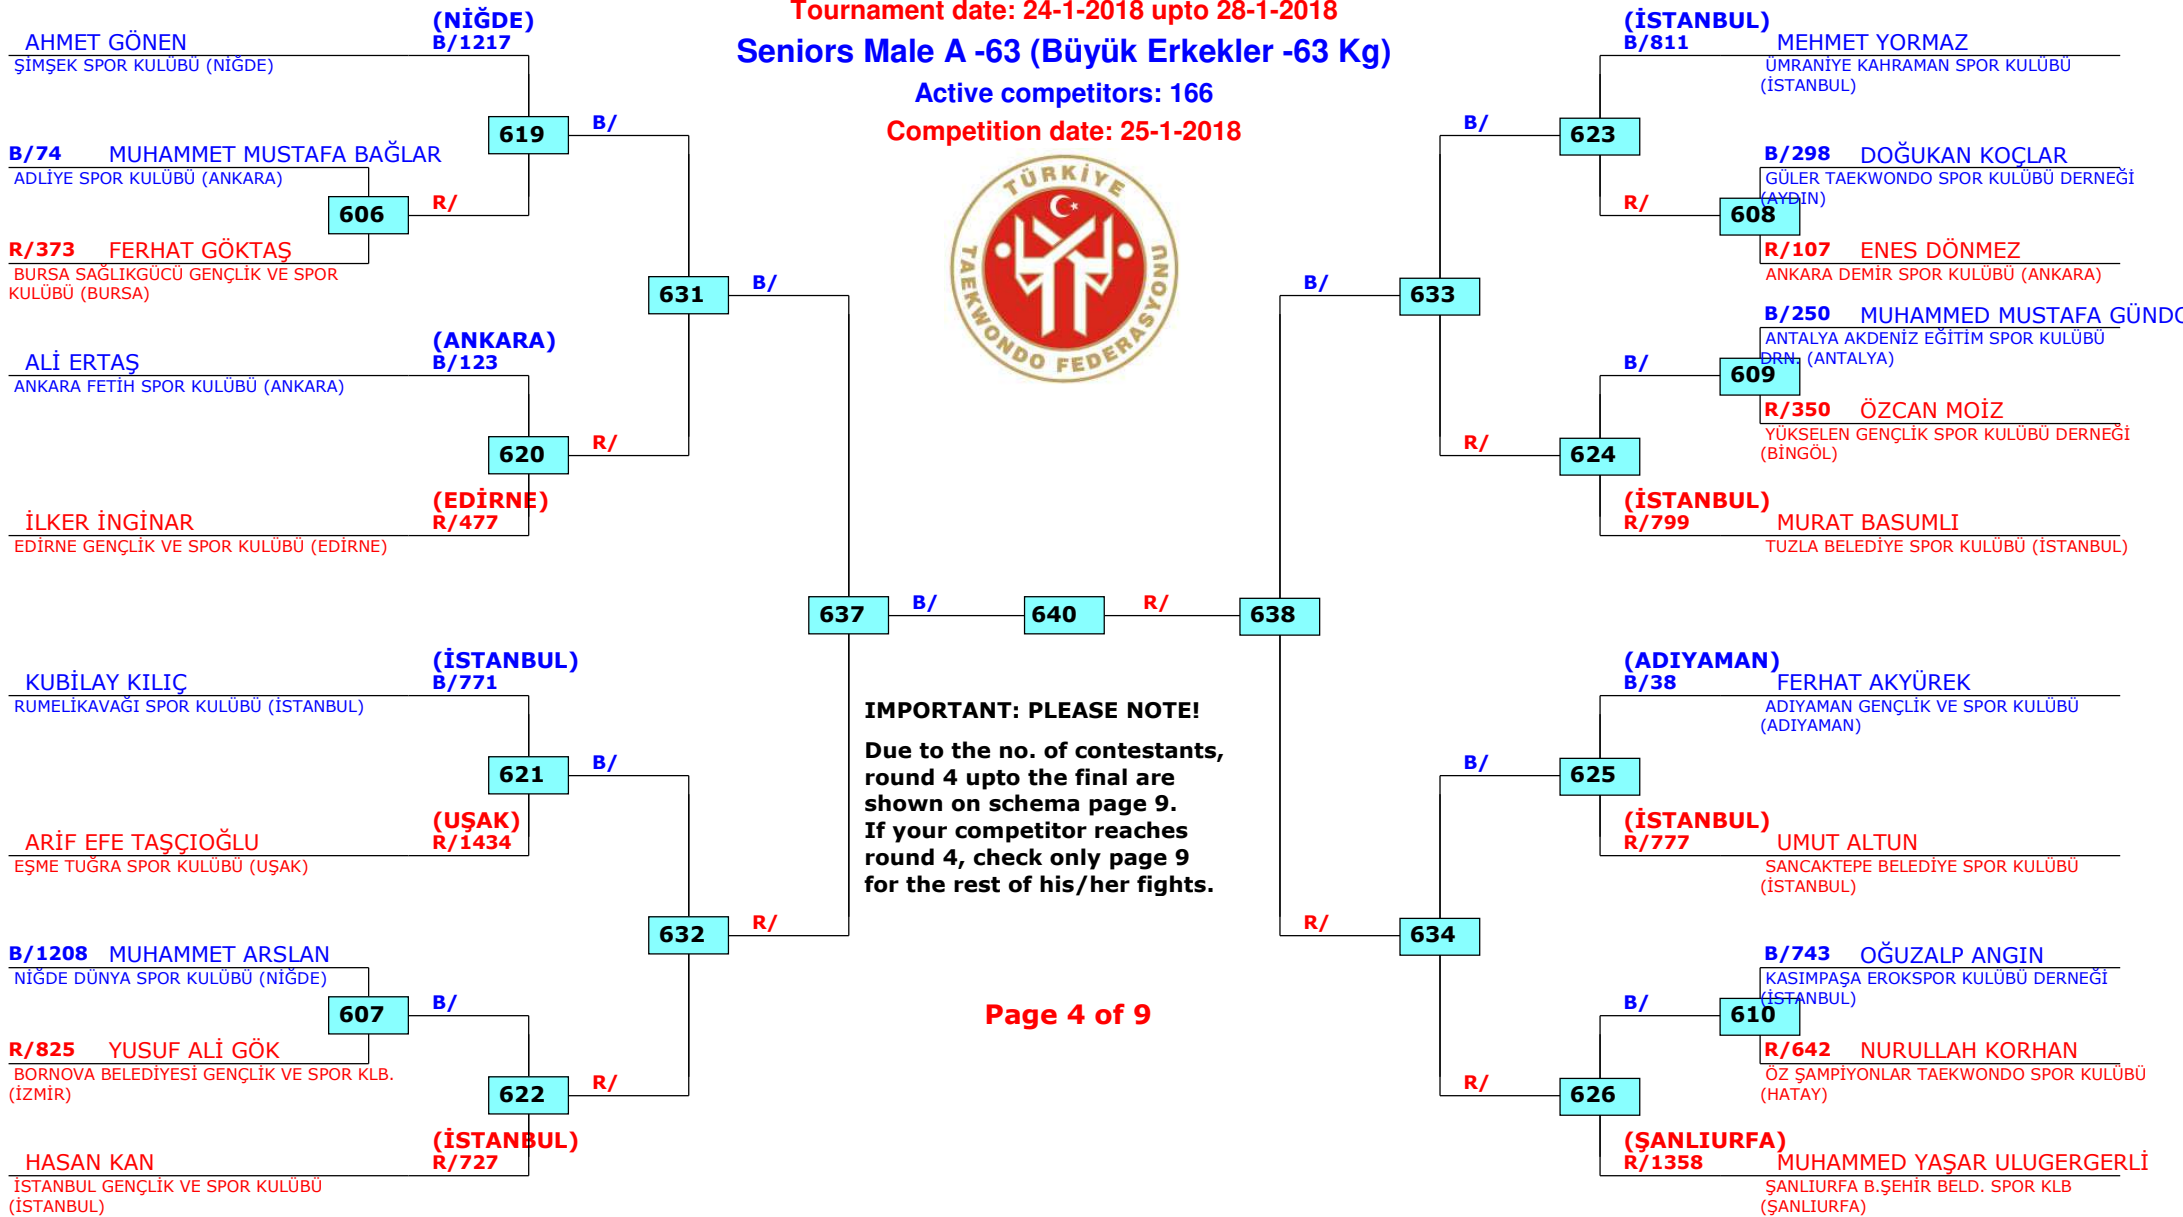 Tournament date: 24-1-2018 upto 28-1-2018
Seniors Male A -63 (Büyük Erkekler -63 Kg)
Active competitors: 166
Competition date: 25-1-2018
TÜRKİYE
TAEKWONDO FEDERASYONU
(NİĞDE)
AHMET GÖNEN B/1217
ŞİMŞEK SPOR KULÜBÜ (NİĞDE)
619
B/
B/74 MUHAMMET MUSTAFA BAĞLAR
ADLİYE SPOR KULÜBÜ (ANKARA)
606
R/
R/373 FERHAT GÖKTAŞ
BURSA SAĞLIKGÜCÜ GENÇLİK VE SPOR
KULÜBÜ (BURSA)
631
B/
(ANKARA)
ALİ ERTAŞ B/123
ANKARA FETİH SPOR KULÜBÜ (ANKARA)
620
R/
(EDİRNE)
İLKER İNGİNAR R/477
EDİRNE GENÇLİK VE SPOR KULÜBÜ (EDİRNE)
637
B/
640
R/
638
(İSTANBUL)
KUBİLAY KILIÇ B/771
RUMELİKAVAĞI SPOR KULÜBÜ (İSTANBUL)
621
B/
(UŞAK)
ARİF EFE TAŞÇIOĞLU R/1434
EŞME TUĞRA SPOR KULÜBÜ (UŞAK)
632
R/
B/1208 MUHAMMET ARSLAN
NİĞDE DÜNYA SPOR KULÜBÜ (NİĞDE)
607
B/
R/825 YUSUF ALİ GÖK
BORNOVA BELEDİYESİ GENÇLİK VE SPOR KLB.
(İZMİR)
622
R/
(İSTANBUL)
HASAN KAN R/727
İSTANBUL GENÇLİK VE SPOR KULÜBÜ
(İSTANBUL)
IMPORTANT: PLEASE NOTE!
Due to the no. of contestants,
round 4 upto the final are
shown on schema page 9.
If your competitor reaches
round 4, check only page 9
for the rest of his/her fights.
Page 4 of 9
(İSTANBUL)
B/811 MEHMET YORMAZ
ÜMRANİYE KAHRAMAN SPOR KULÜBÜ
(İSTANBUL)
B/
623
B/298 DOĞUKAN KOÇLAR
GÜLER TAEKWONDO SPOR KULÜBÜ DERNEĞİ
(AYDIN)
R/
608
R/107 ENES DÖNMEZ
ANKARA DEMİR SPOR KULÜBÜ (ANKARA)
B/
633
B/250 MUHAMMED MUSTAFA GÜNDO
ANTALYA AKDENİZ EĞİTİM SPOR KULÜBÜ
DRN. (ANTALYA)
B/
609
R/350 ÖZCAN MOİZ
YÜKSELEN GENÇLİK SPOR KULÜBÜ DERNEĞİ
(BİNGÖL)
R/
624
(İSTANBUL)
R/799 MURAT BASUMLI
TUZLA BELEDİYE SPOR KULÜBÜ (İSTANBUL)
(ADIYAMAN)
B/38 FERHAT AKYÜREK
ADIYAMAN GENÇLİK VE SPOR KULÜBÜ
(ADIYAMAN)
B/
625
(İSTANBUL)
R/777 UMUT ALTUN
SANCAKTEPE BELEDİYE SPOR KULÜBÜ
(İSTANBUL)
R/
634
B/743 OĞUZALP ANGIN
KASIMPAŞA EROKSPOR KULÜBÜ DERNEĞİ
(İSTANBUL)
B/
610
R/642 NURULLAH KORHAN
ÖZ ŞAMPİYONLAR TAEKWONDO SPOR KULÜBÜ
(HATAY)
R/
626
(ŞANLIURFA)
R/1358 MUHAMMED YAŞAR ULUGERGERLİ
ŞANLIURFA B.ŞEHİR BELD. SPOR KLB
(ŞANLIURFA)